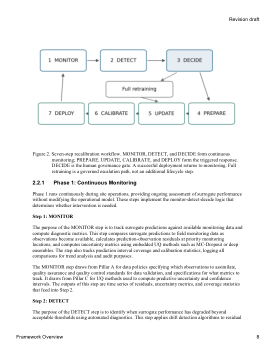 Revision draft
1 MONITOR
2 DETECT
3 DECIDE
Full retraining
7 DEPLOY
6 CALIBRATE
5 UPDATE
4 PREPARE
Figure 2. Seven-step recalibration workflow. MONITOR, DETECT, and DECIDE form continuous
monitoring; PREPARE, UPDATE, CALIBRATE, and DEPLOY form the triggered response.
DECIDE is the human governance gate. A successful deployment returns to monitoring. Full
retraining is a governed escalation path, not an additional lifecycle step.
2.2.1 Phase 1: Continuous Monitoring
Phase 1 runs continuously during site operations, providing ongoing assessment of surrogate performance
without modifying the operational model. These steps implement the monitor-detect-decide logic that
determines whether intervention is needed.
Step 1: MONITOR
The purpose of the MONITOR step is to track surrogate predictions against available monitoring data and
compute diagnostic metrics. This step compares surrogate predictions to field monitoring data as
observations become available, calculates prediction-observation residuals at priority monitoring
locations, and computes uncertainty metrics using embedded UQ methods such as MC-Dropout or deep
ensembles. The step also tracks prediction interval coverage and calibration statistics, logging all
comparisons for trend analysis and audit purposes.
The MONITOR step draws from Pillar A for data policies specifying which observations to assimilate,
quality assurance and quality control standards for data validation, and specifications for what metrics to
track. It draws from Pillar C for UQ methods used to compute predictive uncertainty and confidence
intervals. The outputs of this step are time series of residuals, uncertainty metrics, and coverage statistics
that feed into Step 2.
Step 2: DETECT
The purpose of the DETECT step is to identify when surrogate performance has degraded beyond
acceptable thresholds using automated diagnostics. This step applies drift detection algorithms to residual
Framework Overview
6